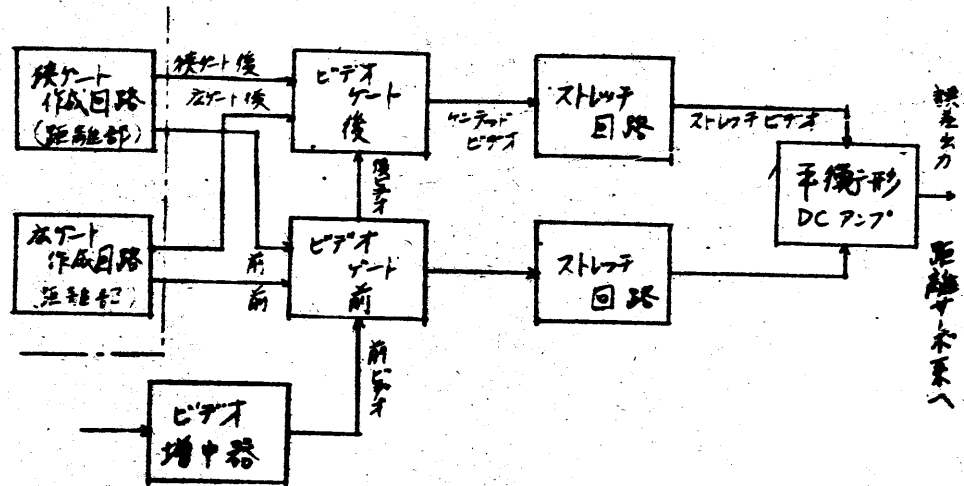 狭ゲート
作成回路
(距離部)
狭ゲート後
広ゲート後
ビデオ
ゲート
後
ゲーテッド
ビデオ
ストレッチ
回路
ストレッチビデオ
誤差出力
平衡形
DCアンプ
距離サーボ系へ
広ゲート
作成回路
(距離部)
前
前
後ビデオ
ビデオ
ゲート
前
ストレッチ
回路
前ビデオ
ビデオ
増中器